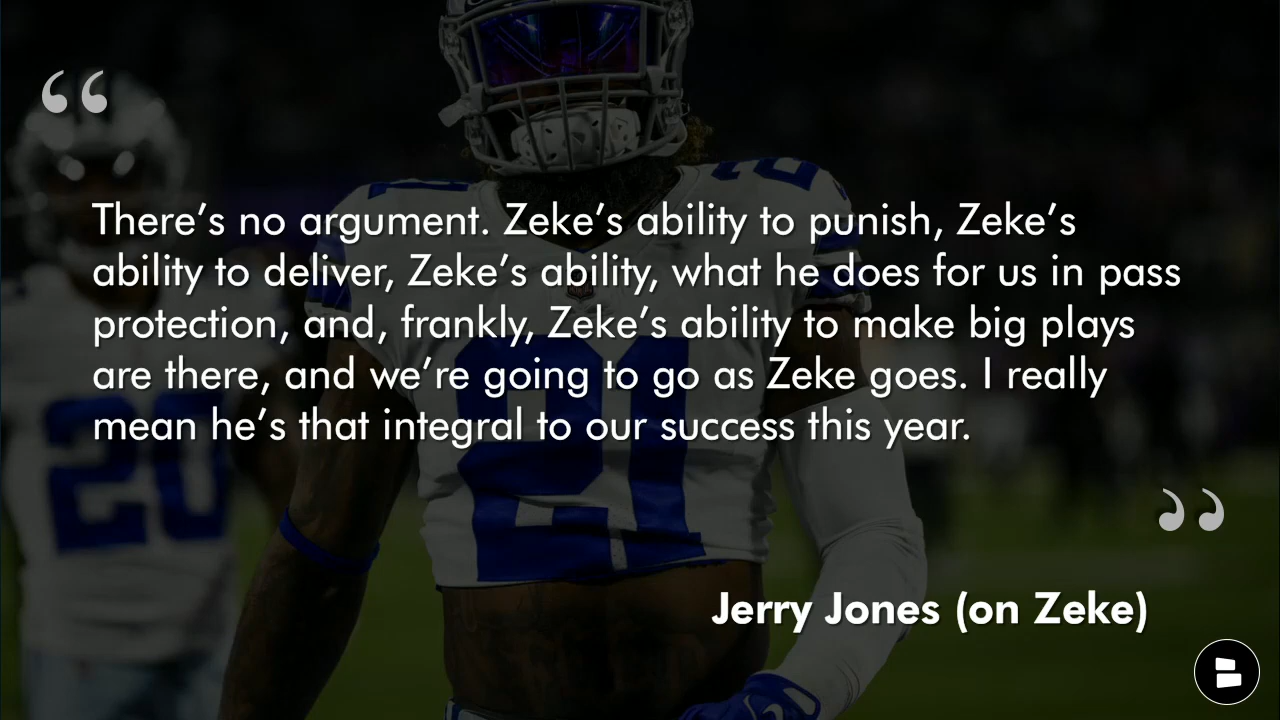 “
There’s no argument. Zeke’s ability to punish, Zeke’s
ability to deliver, Zeke’s ability, what he does for us in pass
protection, and, frankly, Zeke’s ability to make big plays
are there, and we’re going to go as Zeke goes. I really
mean he’s that integral to our success this year.
”
Jerry Jones (on Zeke)
21
20